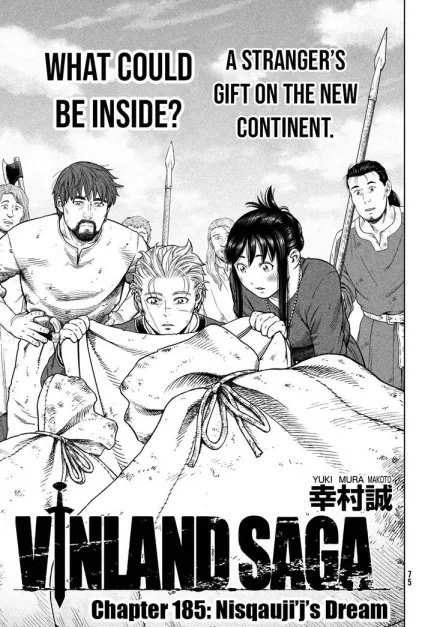 WHAT COULD
BE INSIDE?
A STRANGER'S
GIFT ON THE NEW
CONTINENT.
YUKI MURA MAKOTO
幸村誠
VINLAND SAGA
75
Chapter 185: Nisqauji'j's Dream